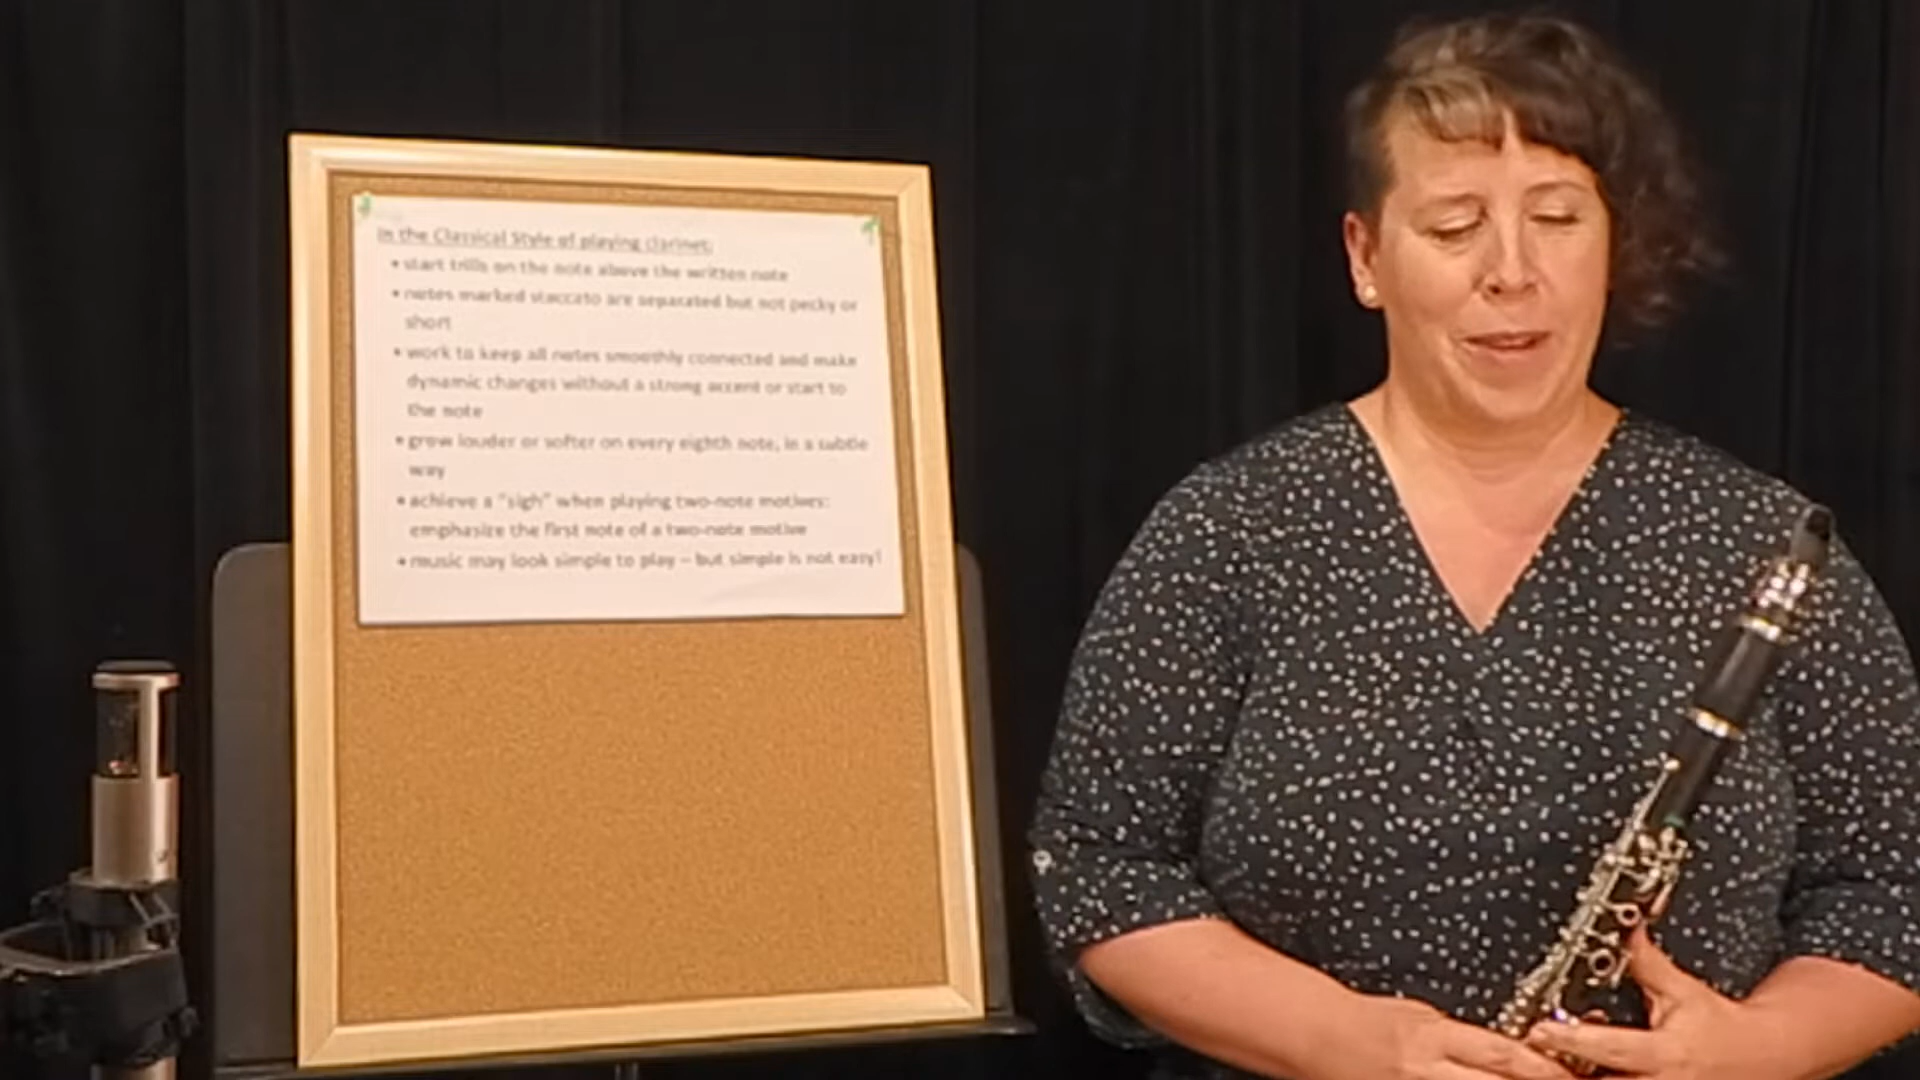 In the Classical Style of playing clarinet:
• start trills on the note above the written note
• notes marked staccato are separated but not pecky or
short
• work to keep all notes smoothly connected and make
dynamic changes without a strong accent or start to
the note
• grow louder or softer on every eighth note, in a subtle
way
• achieve a "sigh" when playing two-note motives:
emphasize the first note of a two-note motive
• music may look simple to play – but simple is not easy!